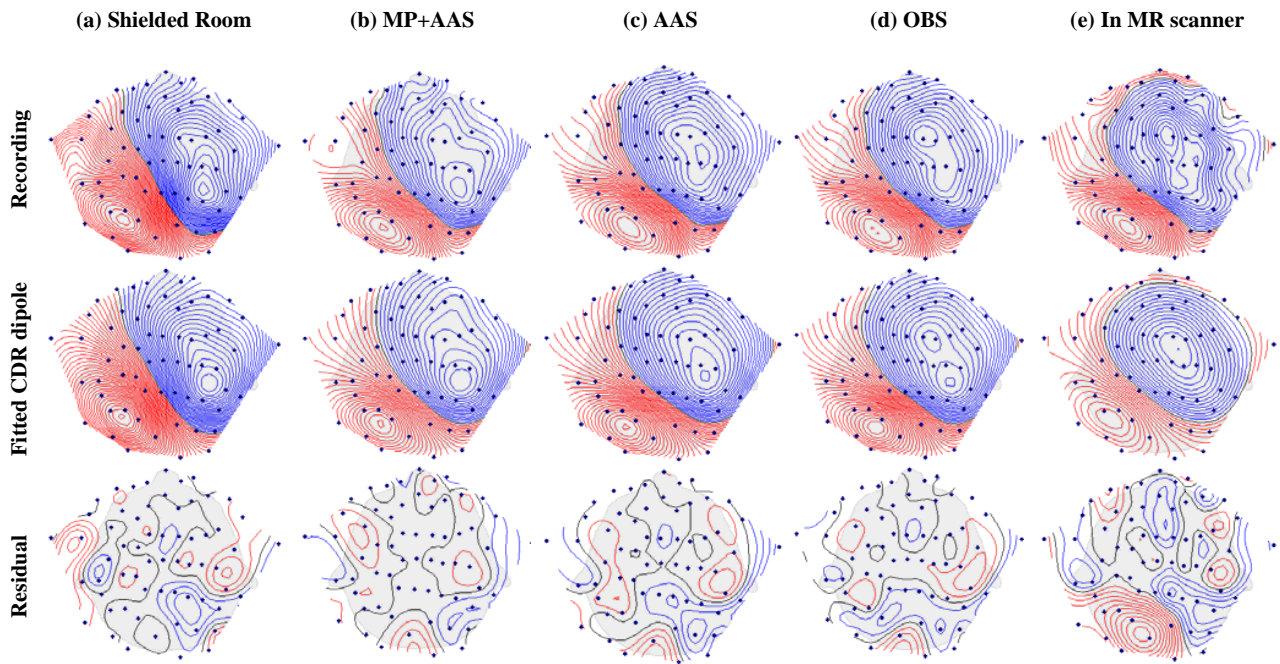 (a) Shielded Room (b) MP+AAS (c) AAS (d) OBS (e) In MR scanner
Recording
Fitted CDR dipole
Residual